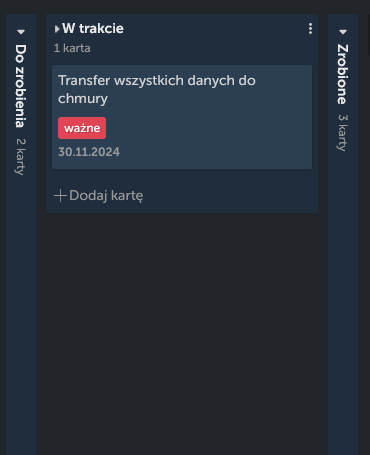 Do zrobienia 2 karty
W trakcie
1 karta
Transfer wszystkich danych do
chmury
ważne
30.11.2024
Dodaj kartę
Zrobione 3 karty